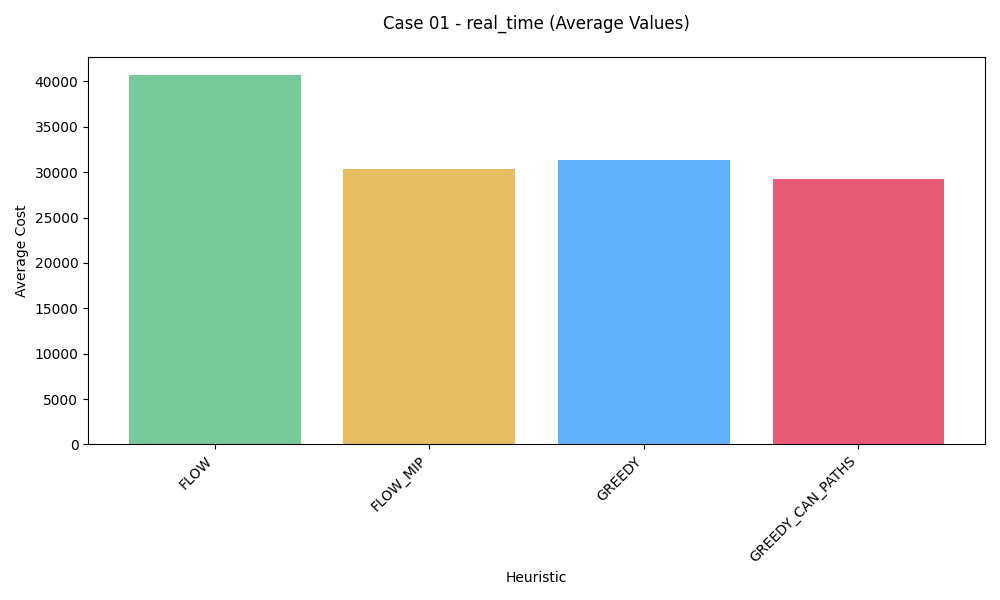 Case 01 - real_time (Average Values)
Average Cost
40000
35000
30000
25000
20000
15000
10000
5000
0
FLOW
FLOW_MIP
GREEDY
GREEDY_CAN_PATHS
Heuristic